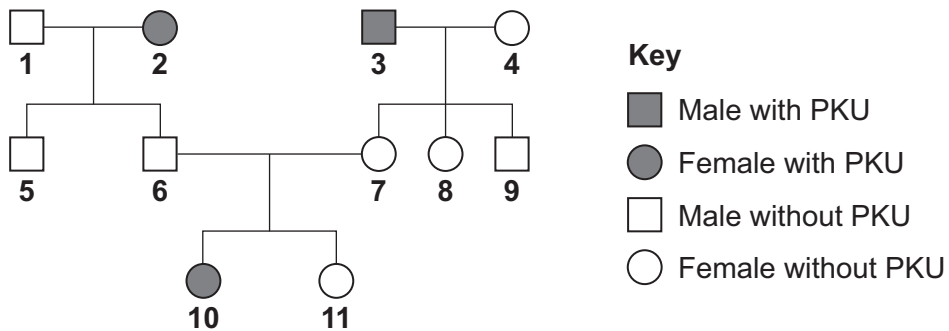 1 2 3 4
Key
Male with PKU
Female with PKU
Male without PKU
Female without PKU
5 6 7 8 9
10 11